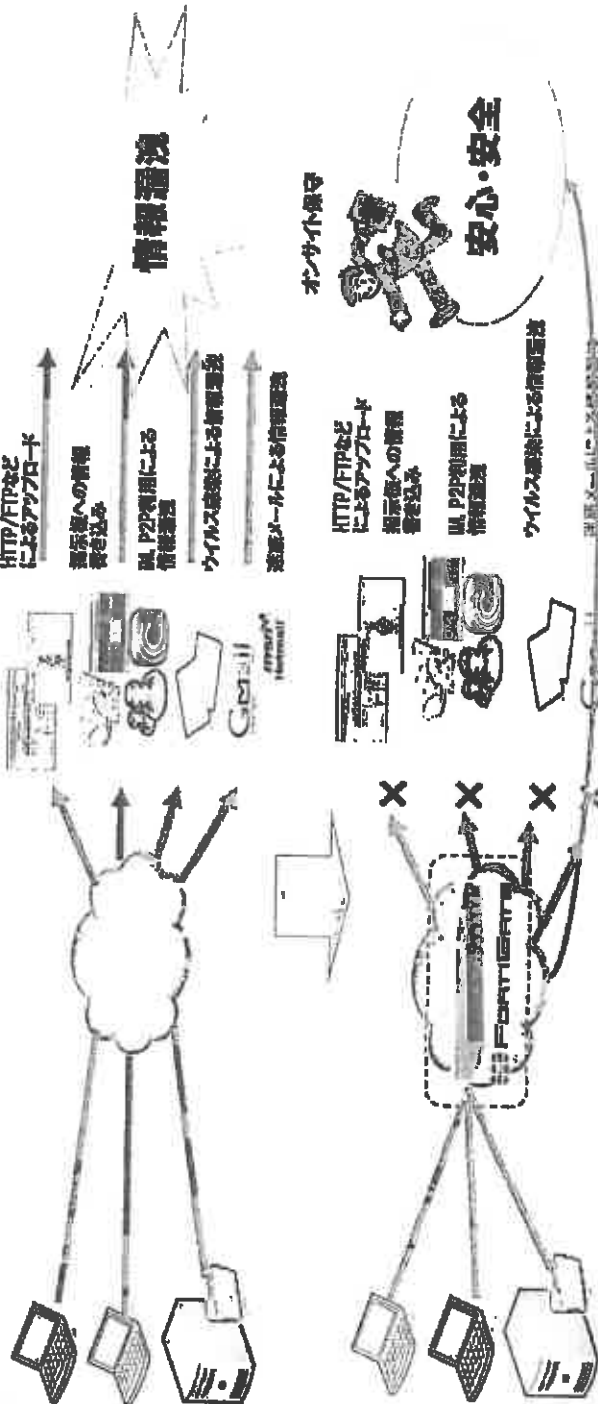 HTTP/FTPなど
によるアップロード
掲示板への情報
書き込み
IM, P2P利用による
情報漏洩
ウイルス感染による情報漏洩
迷惑メールによる情報漏洩
Gmail
msn
Hotmail
情報漏洩
FORTIGATE
HTTP/FTPなど
によるアップロード
掲示板への情報
書き込み
IM, P2P利用による
情報漏洩
ウイルス感染による情報漏洩
オンサイト保守
安心・安全